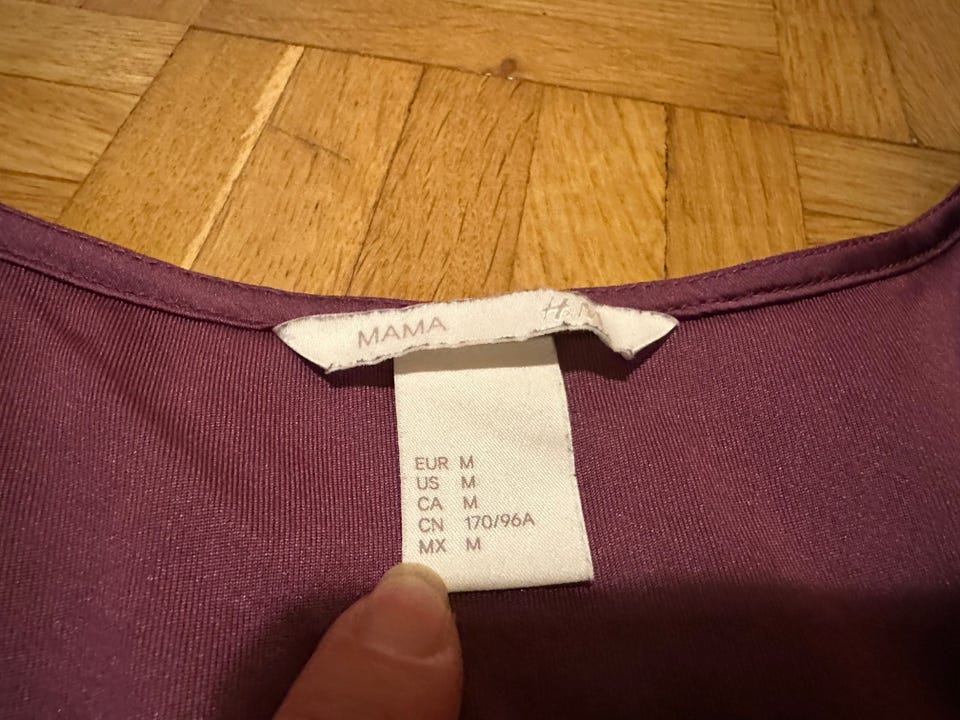 MAMA H&M
EUR M
US M
CA M
CN 170/96A
MX M